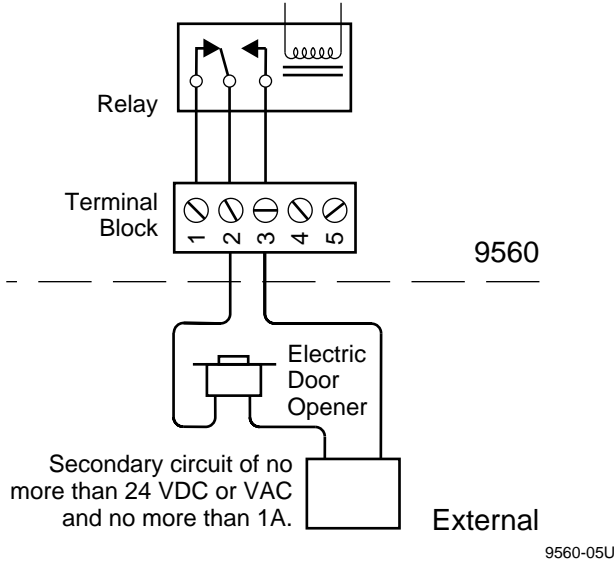 Relay
Terminal
Block
1 2 3 4 5
9560
Electric
Door
Opener
Secondary circuit of no
more than 24 VDC or VAC
and no more than 1A.
External
9560-05U